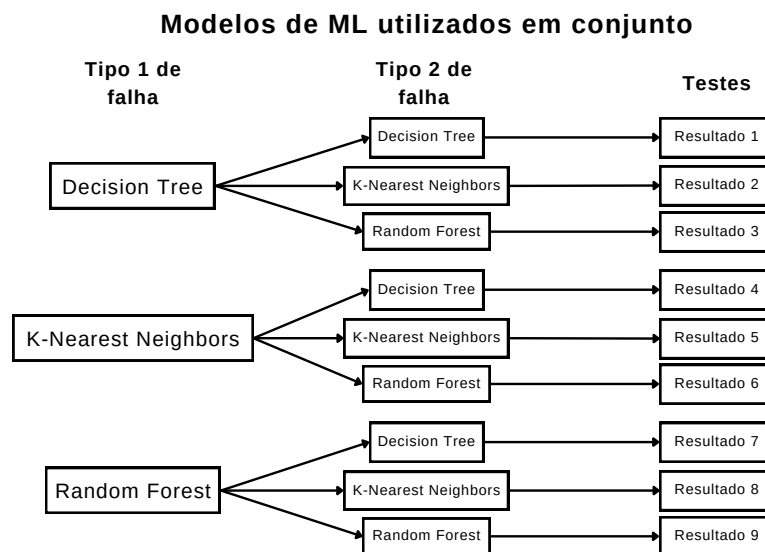 Modelos de ML utilizados em conjunto
Tipo 1 de
falha
Tipo 2 de
falha
Testes
Decision Tree
Decision Tree
Resultado 1
K-Nearest Neighbors
Resultado 2
Random Forest
Resultado 3
K-Nearest Neighbors
Decision Tree
Resultado 4
K-Nearest Neighbors
Resultado 5
Random Forest
Resultado 6
Random Forest
Decision Tree
Resultado 7
K-Nearest Neighbors
Resultado 8
Random Forest
Resultado 9